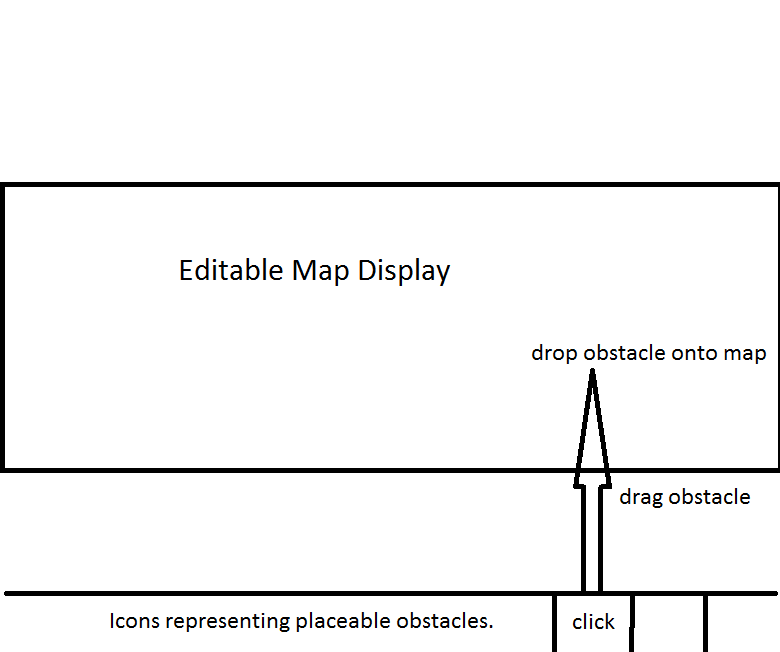 Editable Map Display
drop obstacle onto map
drag obstacle
Icons representing placeable obstacles.
click